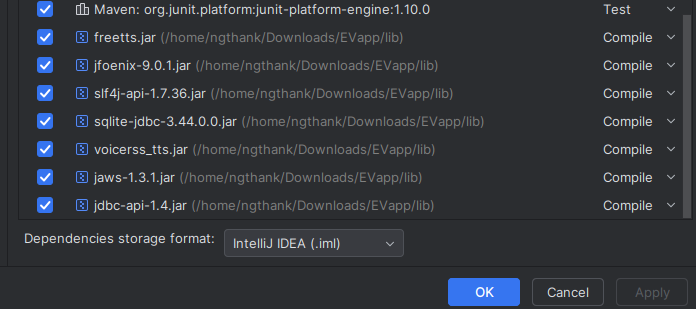 Maven: org.junit.platform:junit-platform-engine:1.10.0 Test
freetts.jar (/home/ngthank/Downloads/EVapp/lib) Compile
jfoenix-9.0.1.jar (/home/ngthank/Downloads/EVapp/lib) Compile
slf4j-api-1.7.36.jar (/home/ngthank/Downloads/EVapp/lib) Compile
sqlite-jdbc-3.44.0.0.jar (/home/ngthank/Downloads/EVapp/lib) Compile
voicerss_tts.jar (/home/ngthank/Downloads/EVapp/lib) Compile
jaws-1.3.1.jar (/home/ngthank/Downloads/EVapp/lib) Compile
jdbc-api-1.4.jar (/home/ngthank/Downloads/EVapp/lib) Compile
Dependencies storage format: IntelliJ IDEA (.iml)
OK Cancel Apply